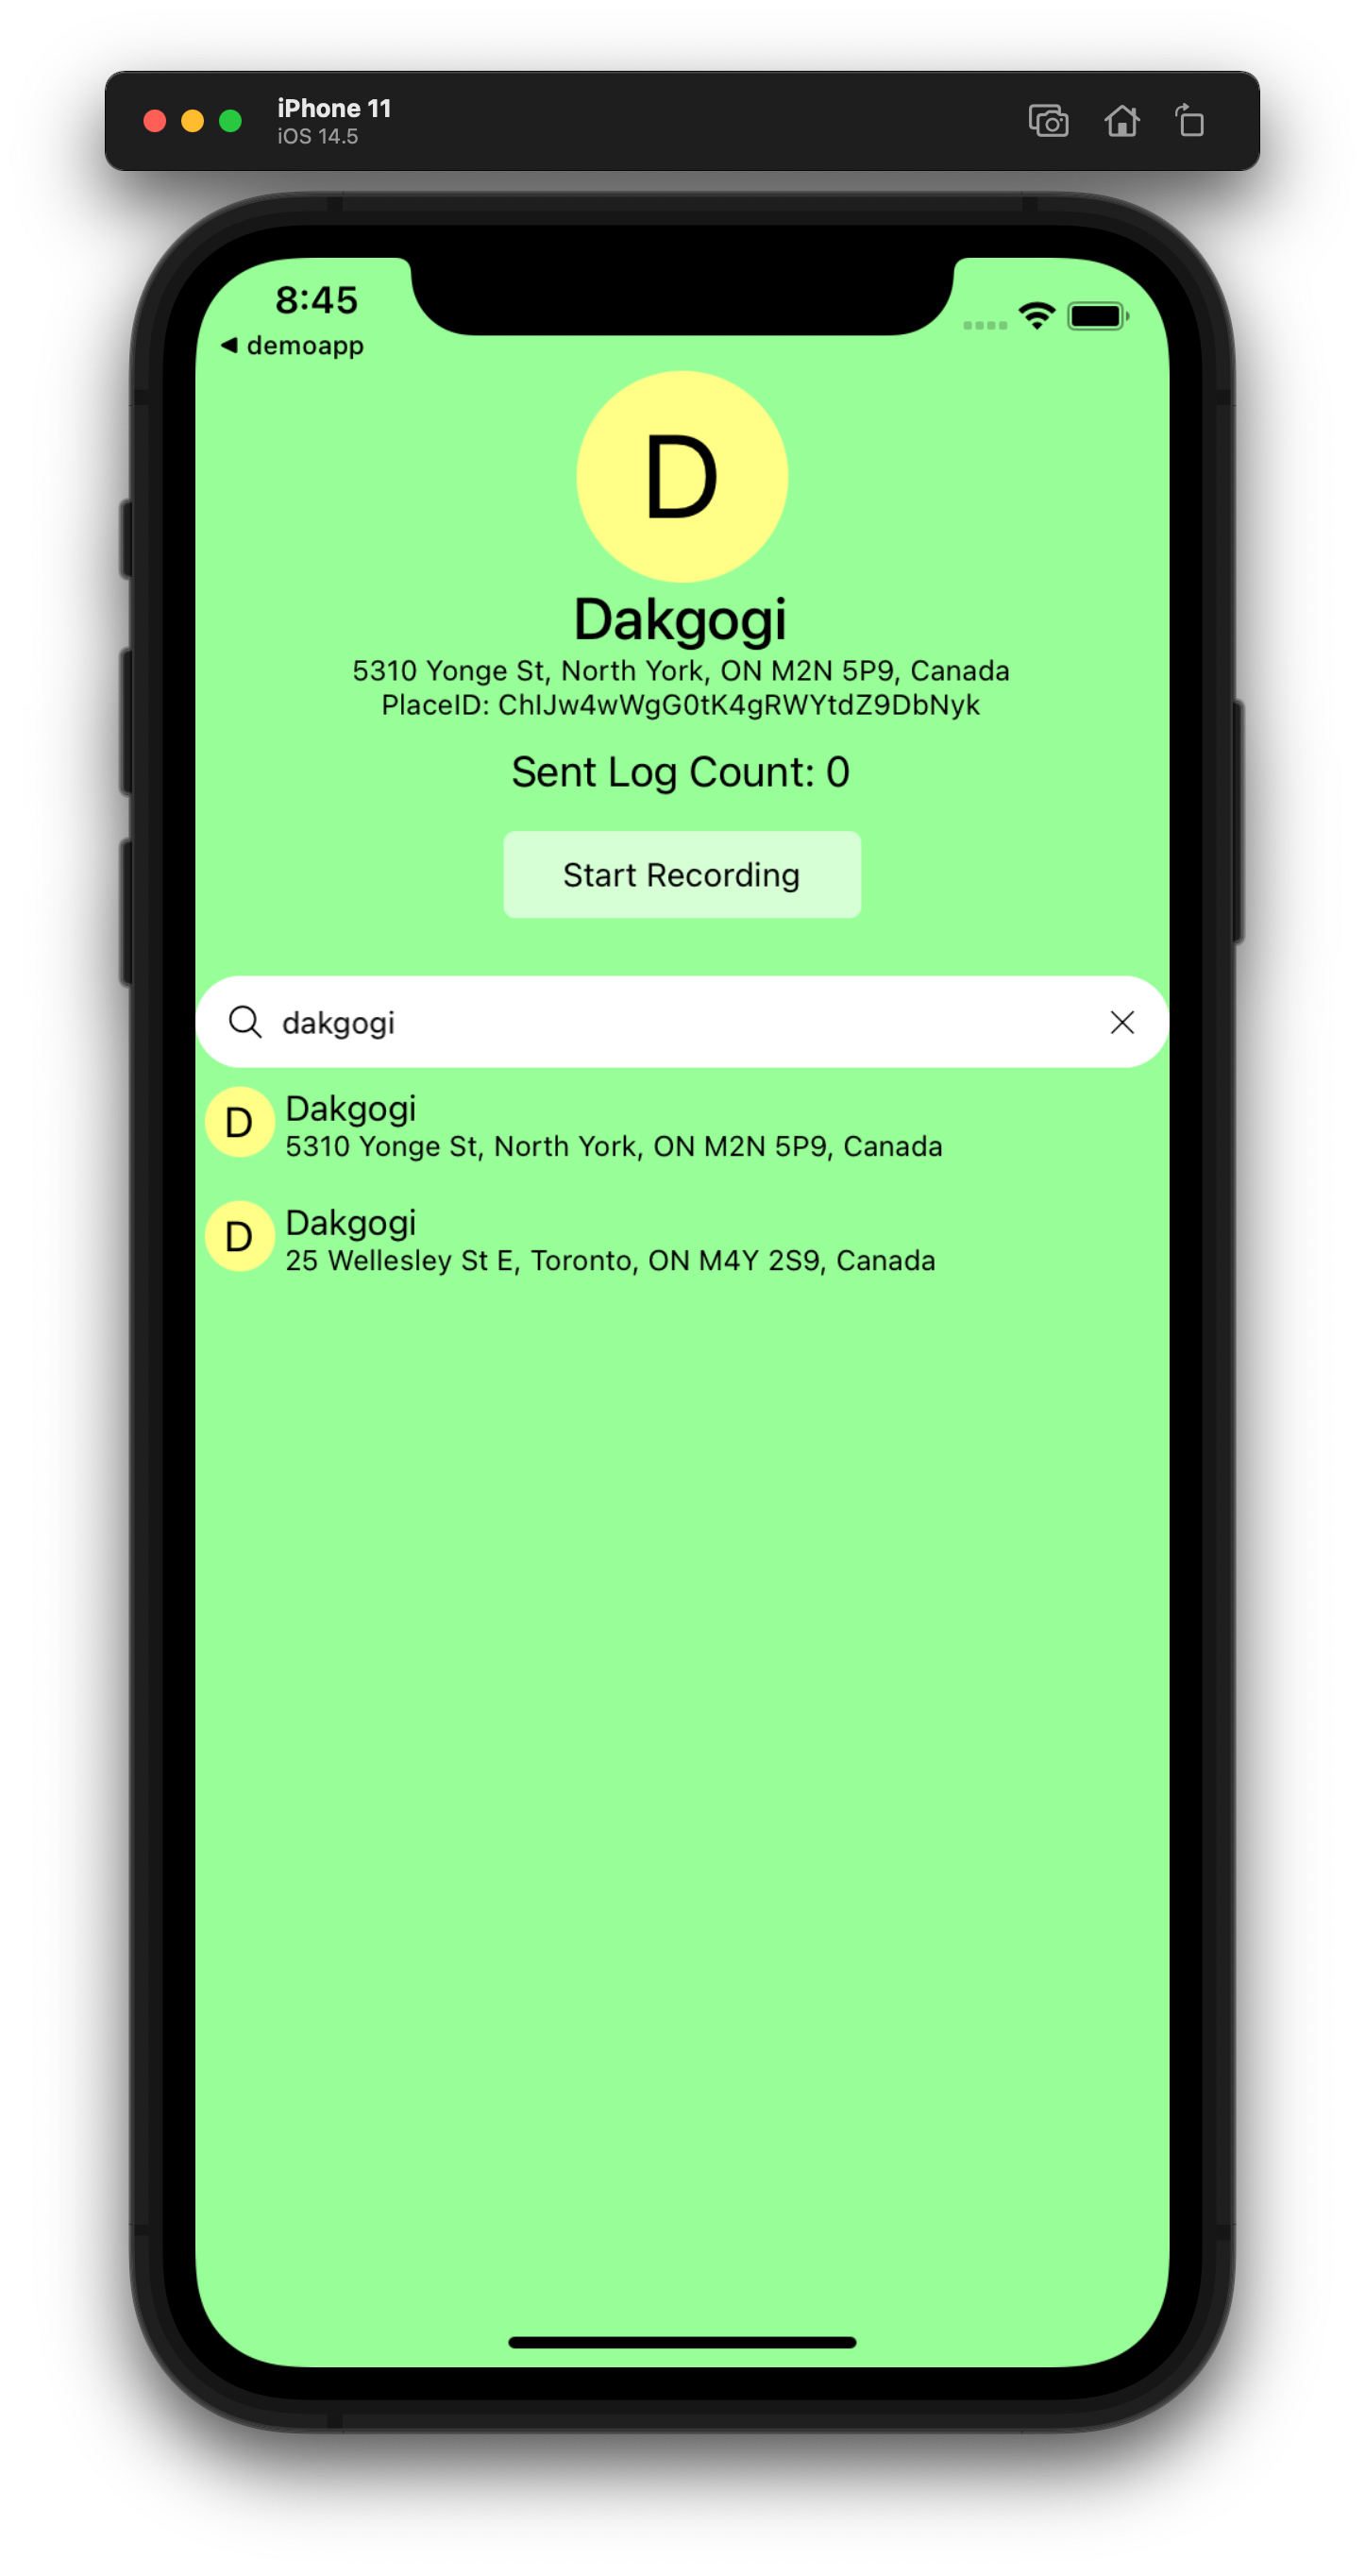 iPhone 11
iOS 14.5
8:45
demoapp
D
Dakgogi
5310 Yonge St, North York, ON M2N 5P9, Canada
PlaceID: ChIJw4wWgG0tK4gRWYtdZ9DbNyk
Sent Log Count: 0
Start Recording
dakgogi
D
Dakgogi
5310 Yonge St, North York, ON M2N 5P9, Canada
D
Dakgogi
25 Wellesley St E, Toronto, ON M4Y 2S9, Canada